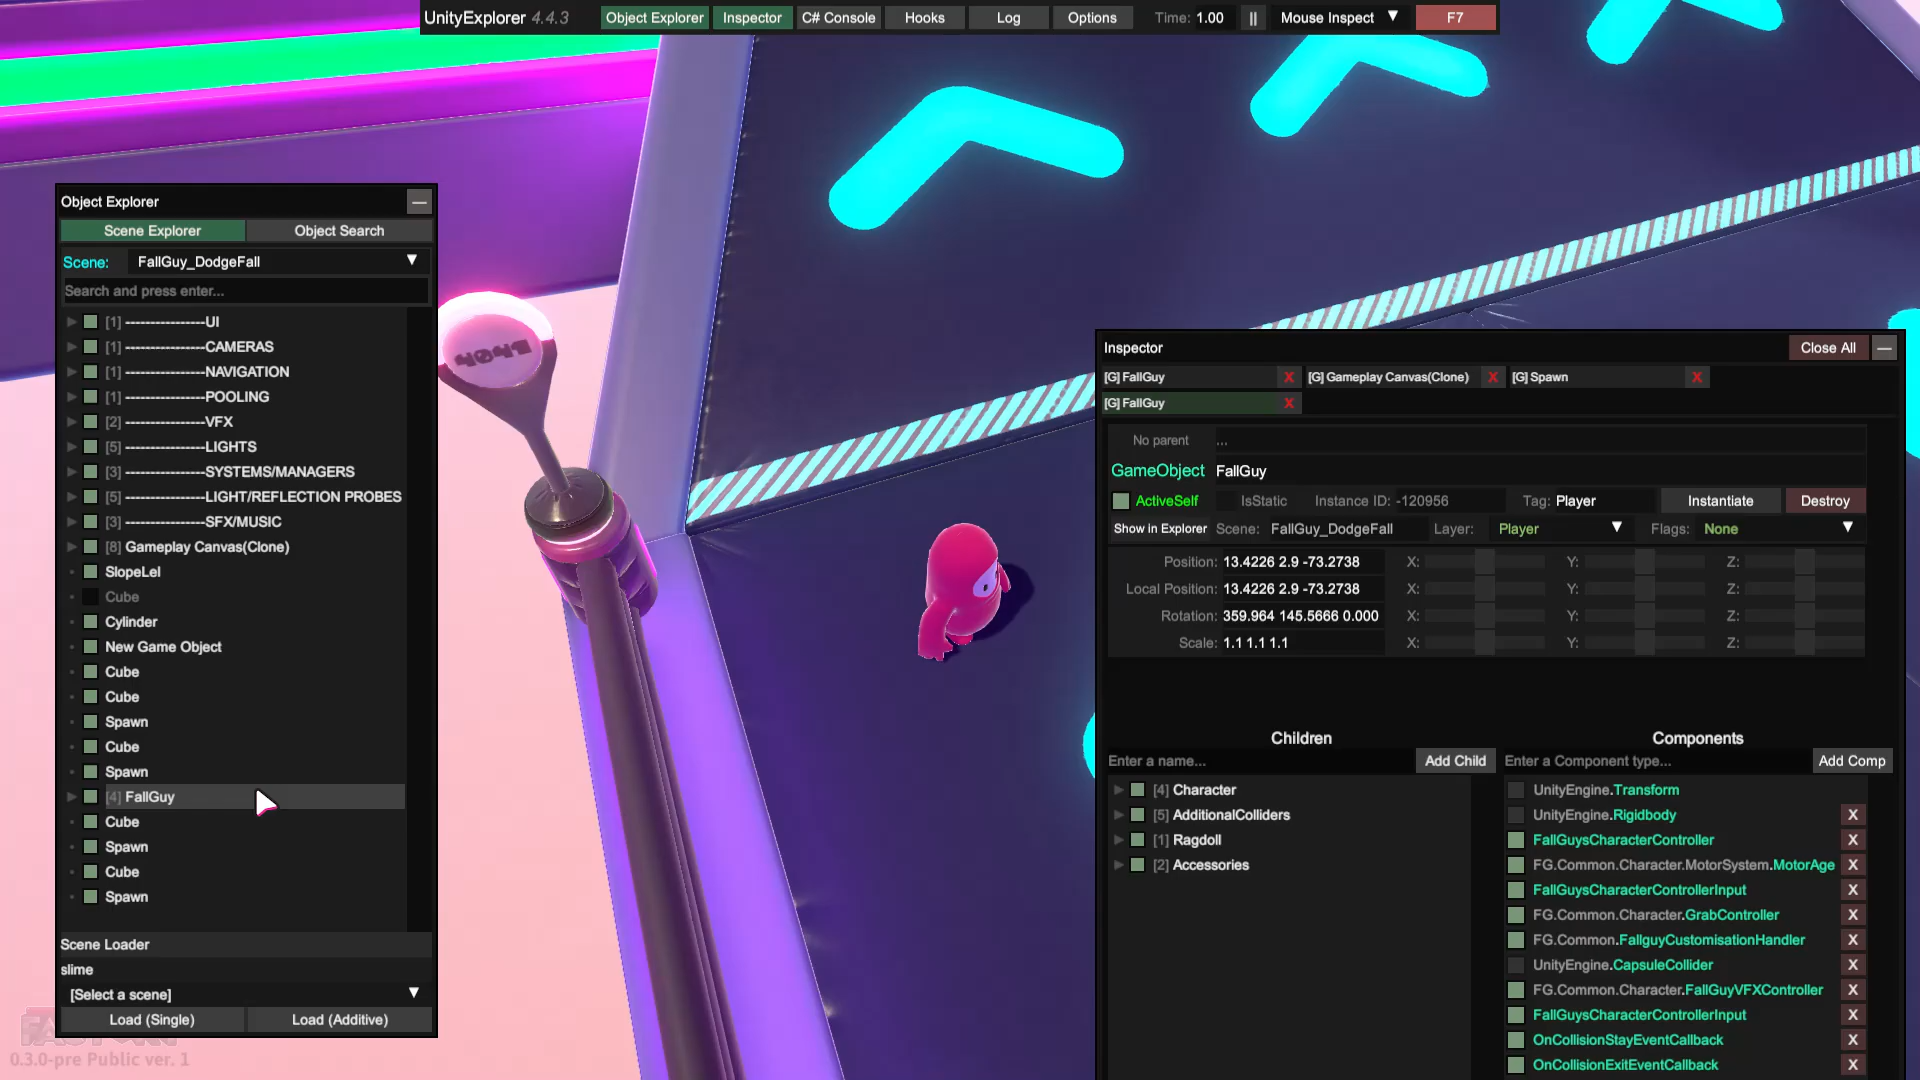 UnityExplorer 4.4.3 Object Explorer Inspector C# Console Hooks Log Options Time: 1.00 || Mouse Inspect ▼ F7
Object Explorer —
Scene Explorer Object Search
Scene: FallGuy_DodgeFall ▼
Search and press enter...
[1] ----------------UI
[1] ----------------CAMERAS
[1] ----------------NAVIGATION
[1] ----------------POOLING
[2] ----------------VFX
[5] ----------------LIGHTS
[3] ----------------SYSTEMS/MANAGERS
[5] ----------------LIGHT/REFLECTION PROBES
[3] ----------------SFX/MUSIC
[8] Gameplay Canvas(Clone)
SlopeLel
Cube
Cylinder
New Game Object
Cube
Cube
Spawn
Cube
Spawn
[4] FallGuy
Cube
Spawn
Cube
Spawn
Scene Loader
slime
[Select a scene] ▼
Load (Single) Load (Additive)
0.3.0-pre Public ver. 1
4041
Inspector Close All —
[G] FallGuy X [G] Gameplay Canvas(Clone) X [G] Spawn X
[G] FallGuy X
No parent ...
GameObject FallGuy
ActiveSelf IsStatic Instance ID: -120956 Tag: Player Instantiate Destroy
Show in Explorer Scene: FallGuy_DodgeFall Layer: Player ▼ Flags: None ▼
Position: 13.4226 2.9 -73.2738 X: Y: Z:
Local Position: 13.4226 2.9 -73.2738 X: Y: Z:
Rotation: 359.964 145.5666 0.000 X: Y: Z:
Scale: 1.1 1.1 1.1 X: Y: Z:
Children
Enter a name... Add Child
[4] Character
[5] AdditionalColliders
[1] Ragdoll
[2] Accessories
Components
Enter a Component type... Add Comp
UnityEngine.Transform
UnityEngine.Rigidbody X
FallGuysCharacterController X
FG.Common.Character.MotorSystem.MotorAge X
FallGuysCharacterControllerInput X
FG.Common.Character.GrabController X
FG.Common.FallguyCustomisationHandler X
UnityEngine.CapsuleCollider X
FG.Common.Character.FallGuyVFXController X
FallGuysCharacterControllerInput X
OnCollisionStayEventCallback X
OnCollisionExitEventCallback X